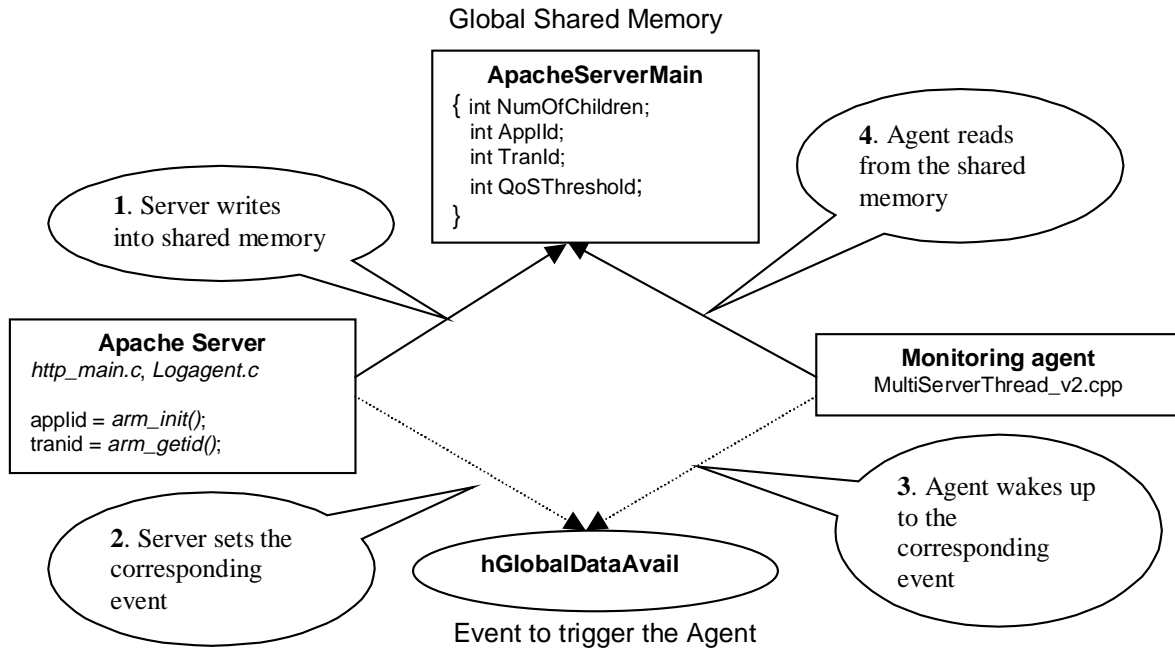 Global Shared Memory
ApacheServerMain
{ int NumOfChildren;
int ApplId;
int TranId;
int QoSThreshold;
}
1. Server writes
into shared memory
4. Agent reads
from the shared
memory
Apache Server
http_main.c, Logagent.c
applid = arm_init();
tranid = arm_getid();
Monitoring agent
MultiServerThread_v2.cpp
2. Server sets the
corresponding
event
3. Agent wakes up
to the
corresponding
event
hGlobalDataAvail
Event to trigger the Agent